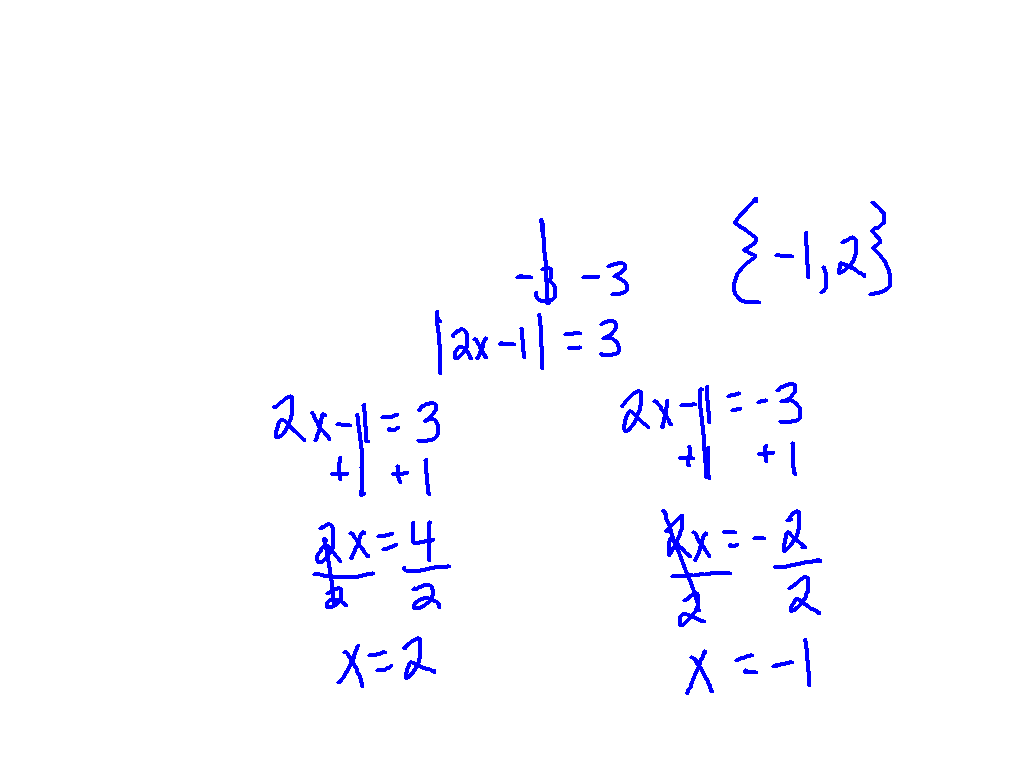 -3 -3 {-1,2}
|2x-1| = 3
2x-1 = 3 2x-1 = -3
+1 +1 +1 +1
2x = 4 2x = -2
2 2 2 2
x = 2 x = -1